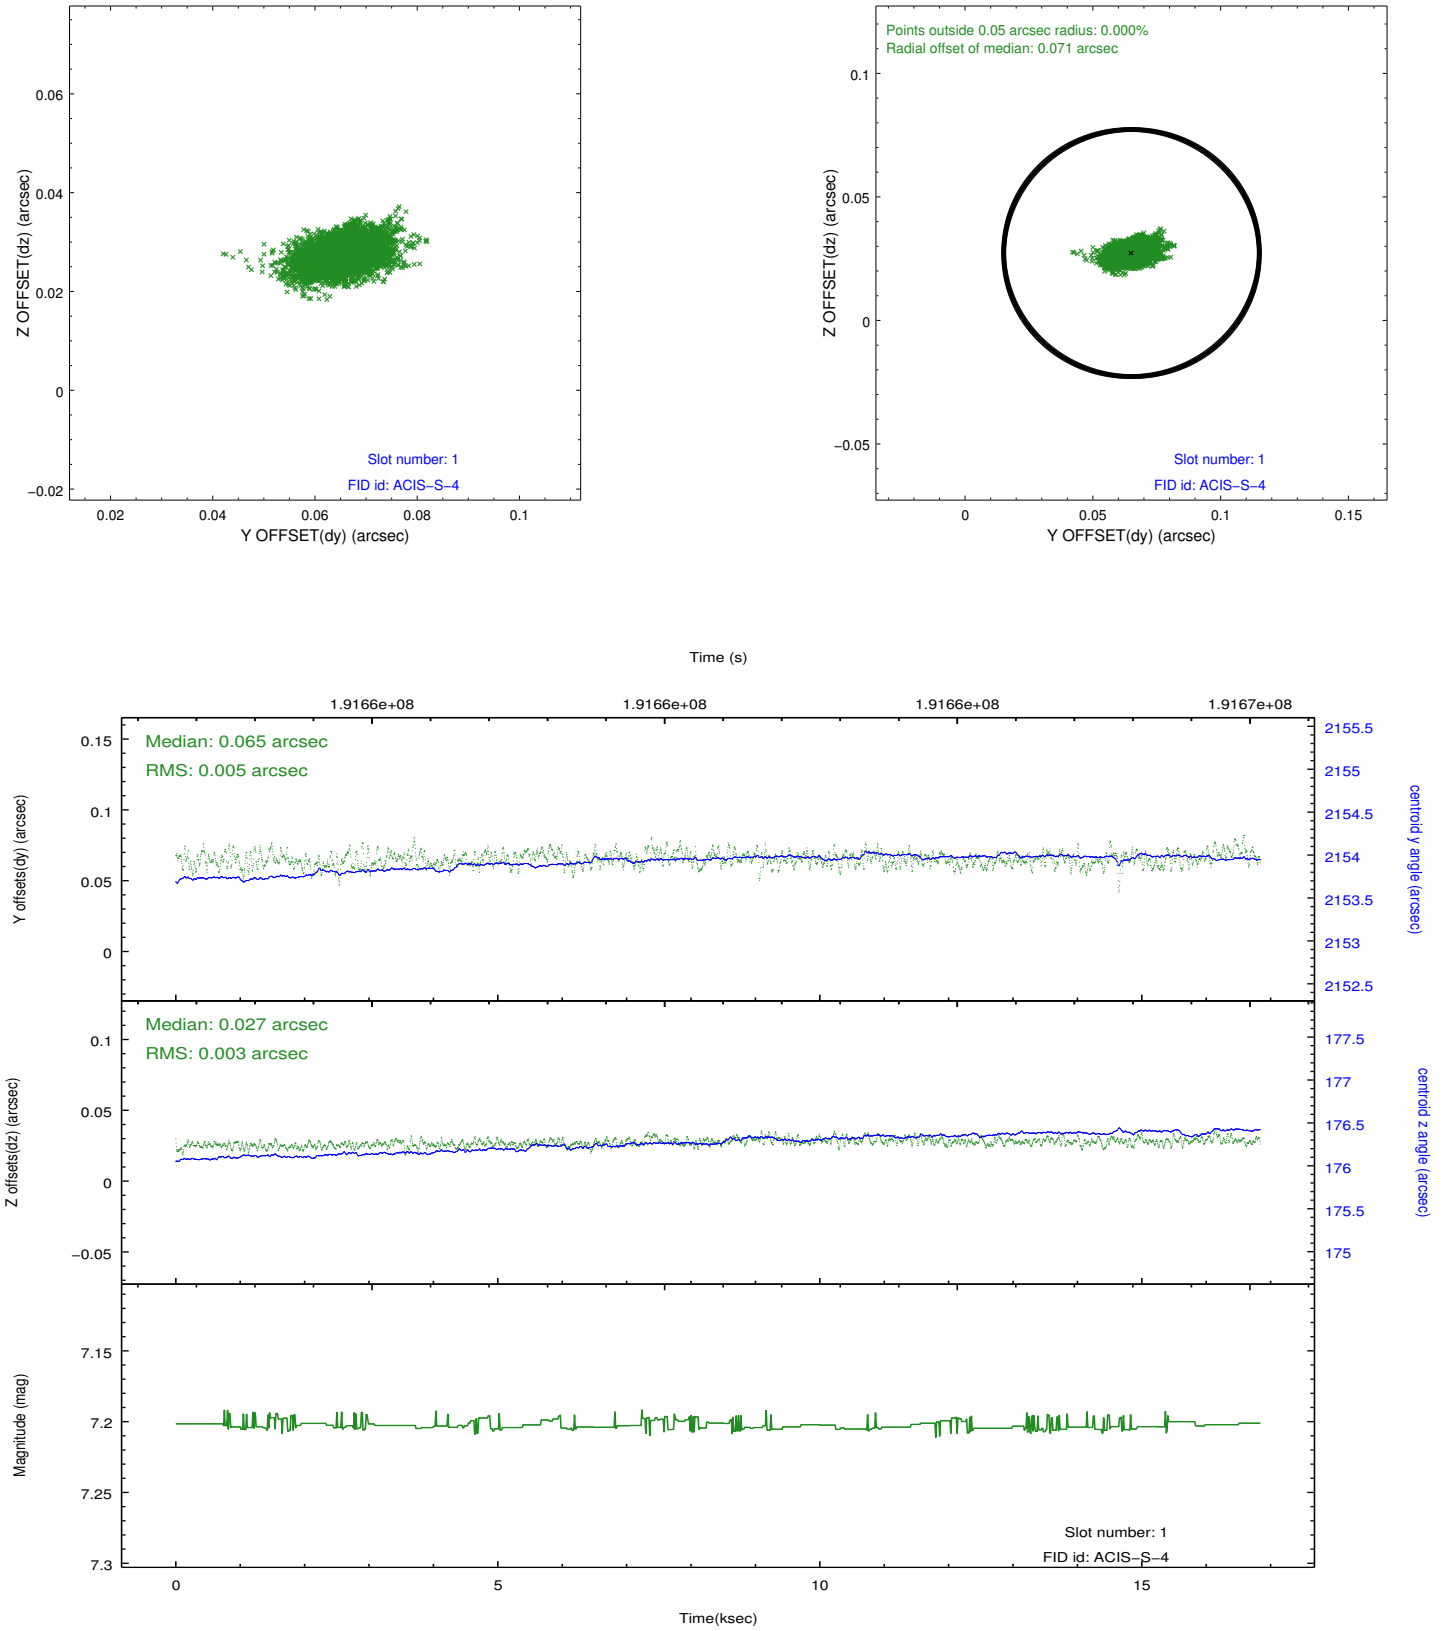 Z OFFSET(dz) (arcsec)
0.06
0.04
0.02
0
−0.02
0.02 0.04 0.06 0.08 0.1
Y OFFSET(dy) (arcsec)
Slot number: 1
FID id: ACIS−S−4
Points outside 0.05 arcsec radius: 0.000%
Radial offset of median: 0.071 arcsec
Z OFFSET(dz) (arcsec)
0.1
0.05
0
−0.05
0 0.05 0.1 0.15
Y OFFSET(dy) (arcsec)
Slot number: 1
FID id: ACIS−S−4
Time (s)
1.9166e+08 1.9166e+08 1.9166e+08 1.9167e+08
Median: 0.065 arcsec
RMS: 0.005 arcsec
Y offsets(dy) (arcsec)
0.15
0.1
0.05
0
2155.5
2155
2154.5
2154
2153.5
2153
2152.5
centroid y angle (arcsec)
Median: 0.027 arcsec
RMS: 0.003 arcsec
Z offsets(dz) (arcsec)
0.1
0.05
0
−0.05
177.5
177
176.5
176
175.5
175
centroid z angle (arcsec)
Magnitude (mag)
7.15
7.2
7.25
7.3
Slot number: 1
FID id: ACIS−S−4
0 5 10 15
Time(ksec)